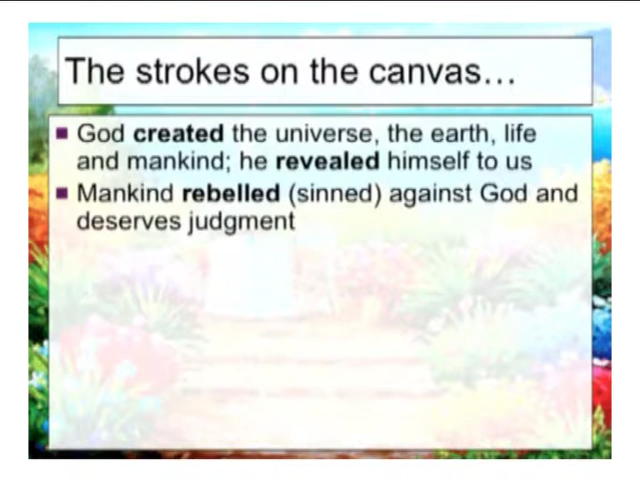 The strokes on the canvas…
God created the universe, the earth, life
and mankind; he revealed himself to us
Mankind rebelled (sinned) against God and
deserves judgment